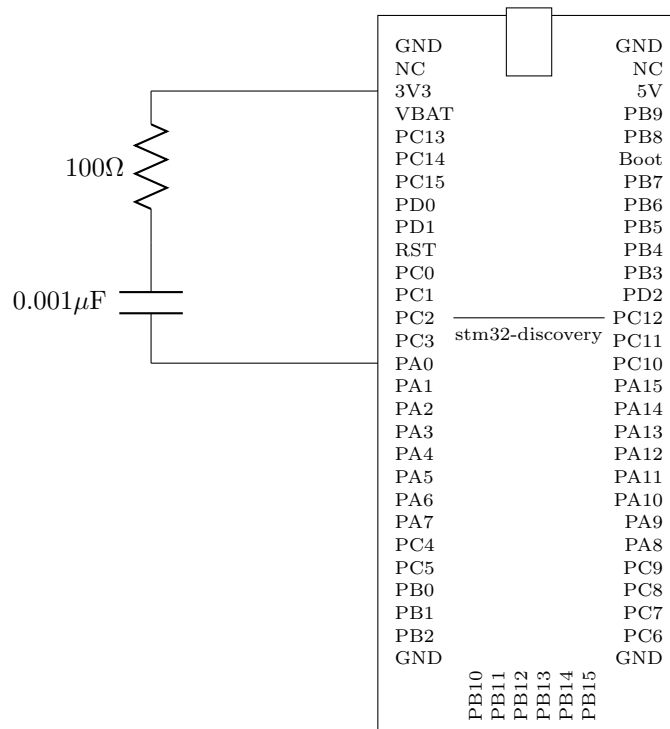 GND GND
NC NC
3V3 5V
VBAT PB9
PC13 PB8
PC14 Boot
100Ω
PC15 PB7
PD0 PB6
PD1 PB5
RST PB4
PC0 PB3
0.001μF
PC1 PD2
PC2 PC12
stm32-discovery
PC3 PC11
PA0 PC10
PA1 PA15
PA2 PA14
PA3 PA13
PA4 PA12
PA5 PA11
PA6 PA10
PA7 PA9
PC4 PA8
PC5 PC9
PB0 PC8
PB1 PC7
PB2 PC6
GND GND
PB10
PB11
PB12
PB13
PB14
PB15